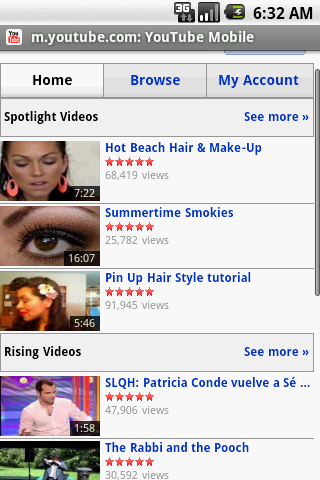 3G 6:32 AM
You Tube m.youtube.com: YouTube Mobile
Home Browse My Account
Spotlight Videos See more »
Hot Beach Hair & Make-Up
7:22 68,419 views
Summertime Smokies
16:07 25,782 views
Pin Up Hair Style tutorial
5:46 91,945 views
Rising Videos See more »
SLQH: Patricia Conde vuelve a Sé ...
1:58 47,906 views
The Rabbi and the Pooch
30,592 views